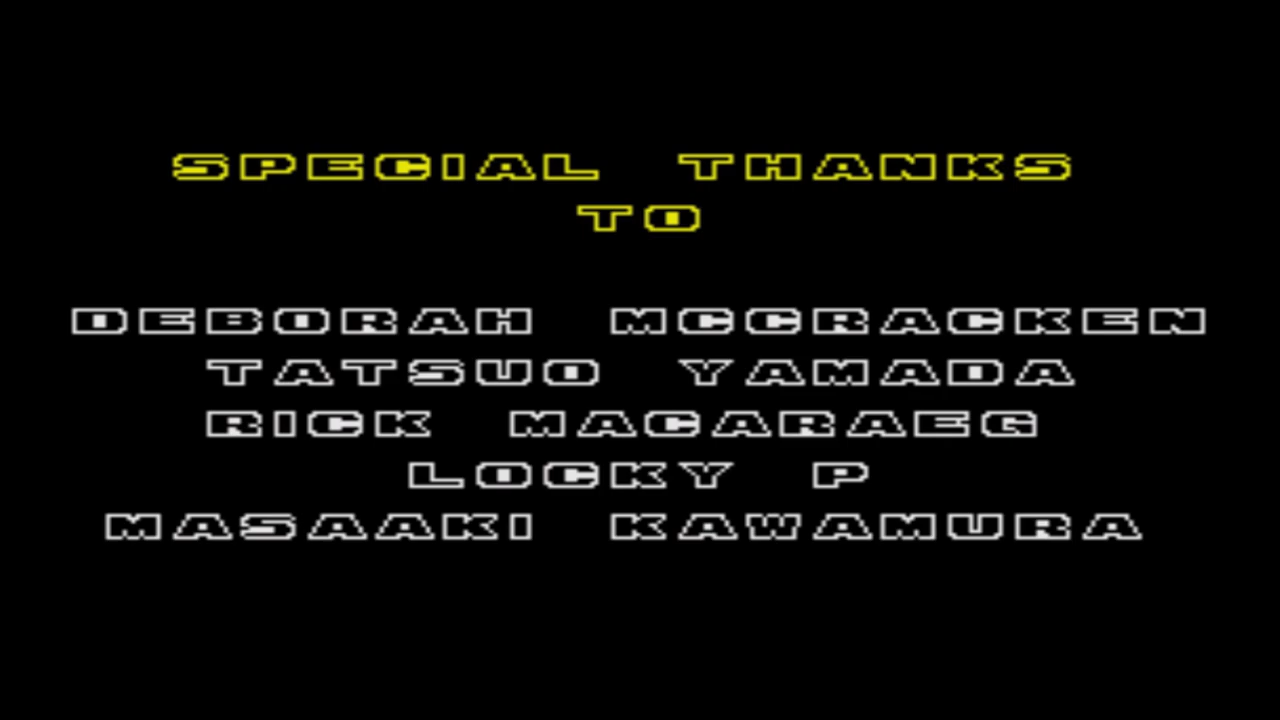 SPECIAL THANKS
TO
DEBORAH MCCRACKEN
TATSUO YAMADA
RICK MACARAEG
LOCKY P
MASAAKI KAWAMURA